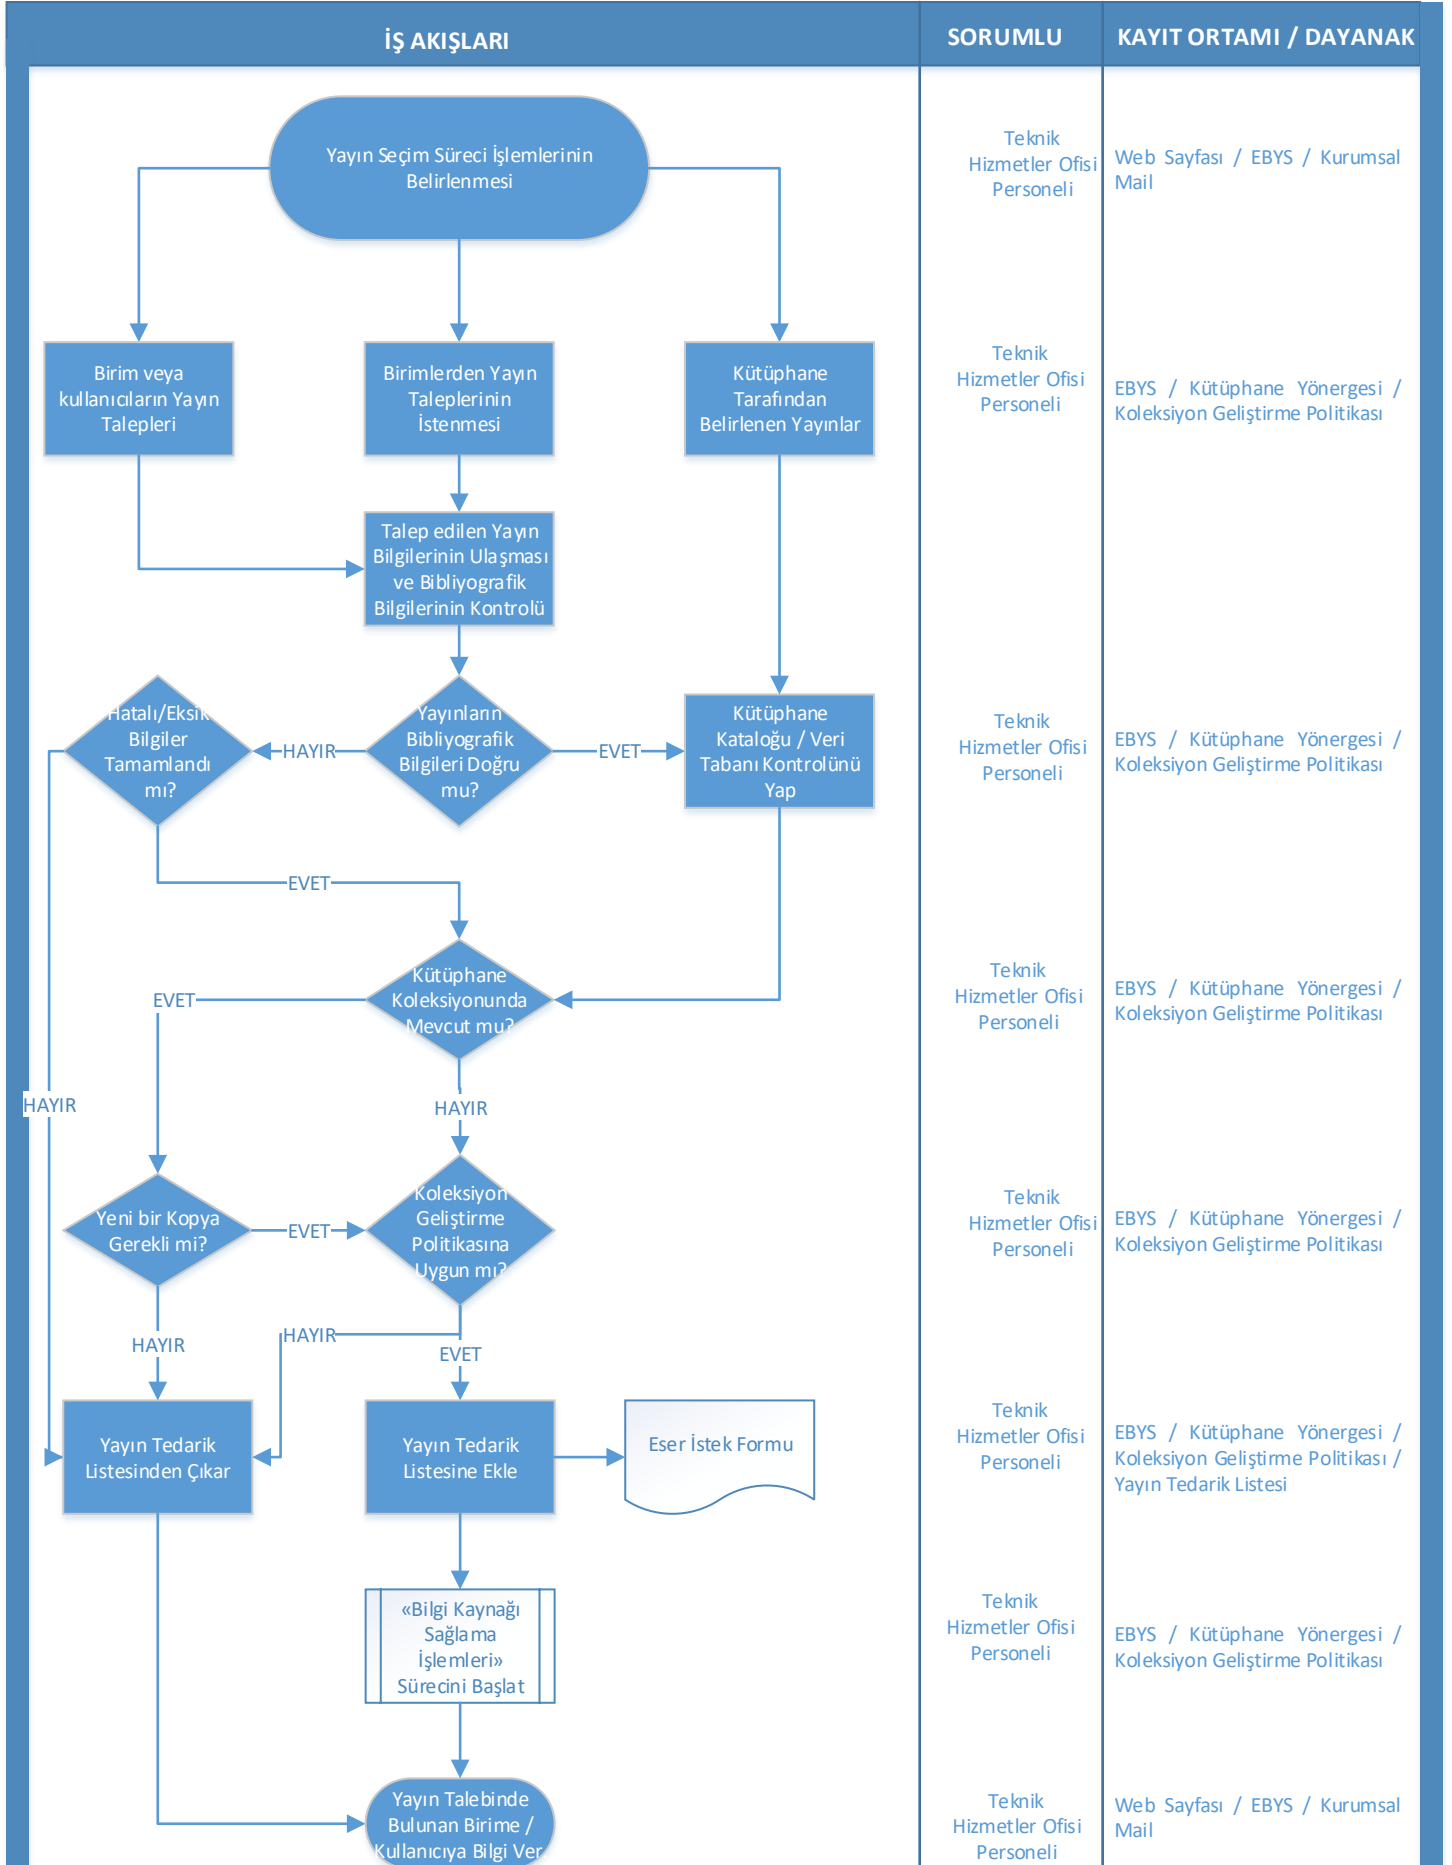 İŞ AKIŞLARI
SORUMLU
KAYIT ORTAMI / DAYANAK
Yayın Seçim Süreci İşlemlerinin
Belirlenmesi
Teknik
Hizmetler Ofisi
Personeli
Web Sayfası / EBYS / Kurumsal
Mail
Birim veya
kullanıcıların Yayın
Talepleri
Birimlerden Yayın
Taleplerinin
İstenmesi
Kütüphane
Tarafından
Belirlenen Yayınlar
Teknik
Hizmetler Ofisi
Personeli
EBYS / Kütüphane Yönergesi /
Koleksiyon Geliştirme Politikası
Talep edilen Yayın
Bilgilerinin Ulaşması
ve Bibliyografik
Bilgilerinin Kontrolü
Hatalı/Eksik
Bilgiler
Tamamlandı
mı?
HAYIR
Yayınların
Bibliyografik
Bilgileri Doğru
mu?
EVET
Kütüphane
Kataloğu / Veri
Tabanı Kontrolünü
Yap
Teknik
Hizmetler Ofisi
Personeli
EBYS / Kütüphane Yönergesi /
Koleksiyon Geliştirme Politikası
EVET
EVET
Kütüphane
Koleksiyonunda
Mevcut mu?
Teknik
Hizmetler Ofisi
Personeli
EBYS / Kütüphane Yönergesi /
Koleksiyon Geliştirme Politikası
HAYIR
HAYIR
Yeni bir Kopya
Gerekli mi?
EVET
Koleksiyon
Geliştirme
Politikasına
Uygun mı?
Teknik
Hizmetler Ofisi
Personeli
EBYS / Kütüphane Yönergesi /
Koleksiyon Geliştirme Politikası
HAYIR
HAYIR
EVET
Yayın Tedarik
Listesinden Çıkar
Yayın Tedarik
Listesine Ekle
Eser İstek Formu
Teknik
Hizmetler Ofisi
Personeli
EBYS / Kütüphane Yönergesi /
Koleksiyon Geliştirme Politikası /
Yayın Tedarik Listesi
«Bilgi Kaynağı
Sağlama
İşlemleri»
Sürecini Başlat
Teknik
Hizmetler Ofisi
Personeli
EBYS / Kütüphane Yönergesi /
Koleksiyon Geliştirme Politikası
Yayın Talebinde
Bulunan Birime /
Kullanıcıya Bilgi Ver
Teknik
Hizmetler Ofisi
Personeli
Web Sayfası / EBYS / Kurumsal
Mail